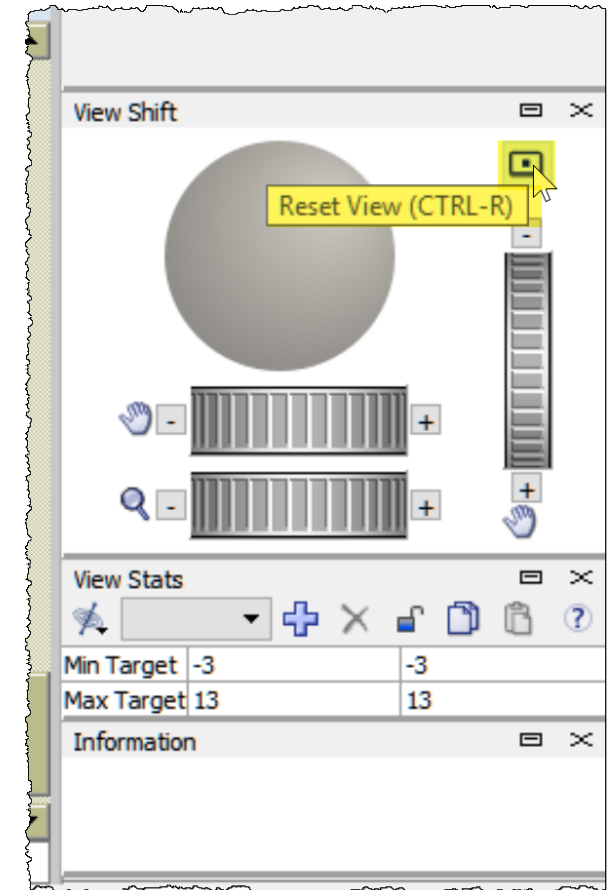 View Shift
Reset View (CTRL-R)
-
- +
- +
+
View Stats
?
Min Target -3 -3
Max Target 13 13
Information